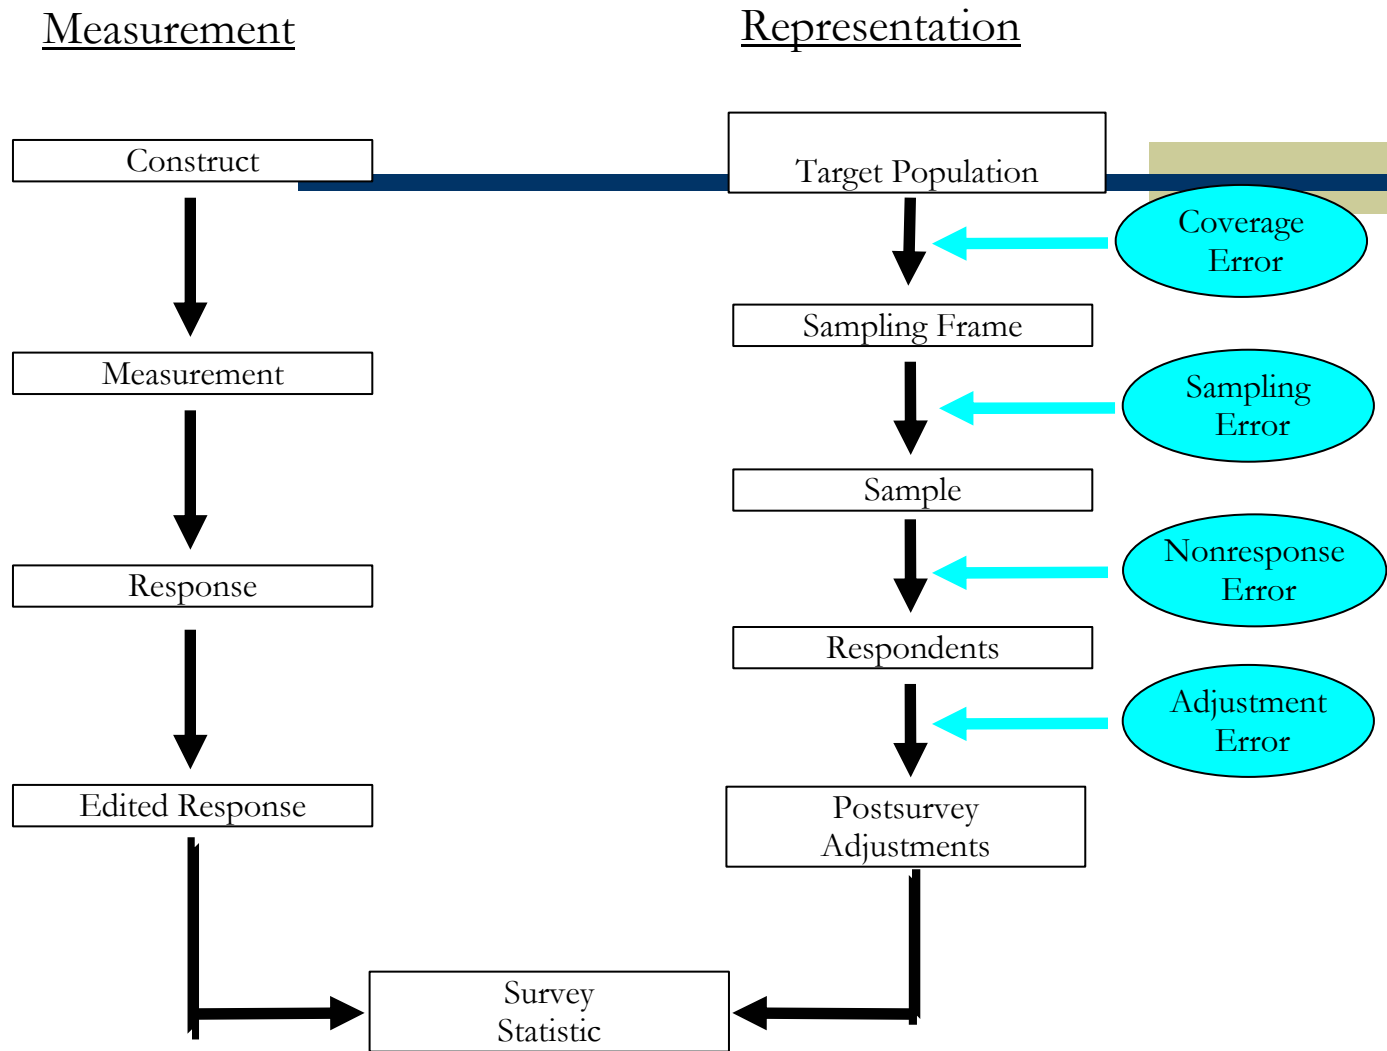 Measurement
Representation
Construct
Target Population
Coverage
Error
Sampling Frame
Measurement
Sampling
Error
Sample
Nonresponse
Error
Response
Respondents
Adjustment
Error
Edited Response
Postsurvey
Adjustments
Survey
Statistic